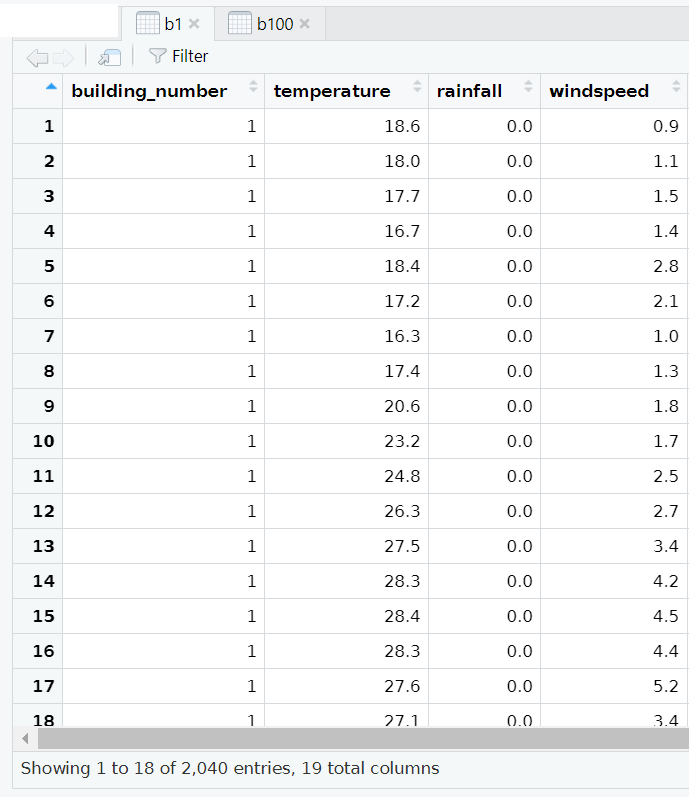 b1 b100
Filter
building_number temperature rainfall windspeed
1 1 18.6 0.0 0.9
2 1 18.0 0.0 1.1
3 1 17.7 0.0 1.5
4 1 16.7 0.0 1.4
5 1 18.4 0.0 2.8
6 1 17.2 0.0 2.1
7 1 16.3 0.0 1.0
8 1 17.4 0.0 1.3
9 1 20.6 0.0 1.8
10 1 23.2 0.0 1.7
11 1 24.8 0.0 2.5
12 1 26.3 0.0 2.7
13 1 27.5 0.0 3.4
14 1 28.3 0.0 4.2
15 1 28.4 0.0 4.5
16 1 28.3 0.0 4.4
17 1 27.6 0.0 5.2
18 1 27.1 0.0 3.4
Showing 1 to 18 of 2,040 entries, 19 total columns